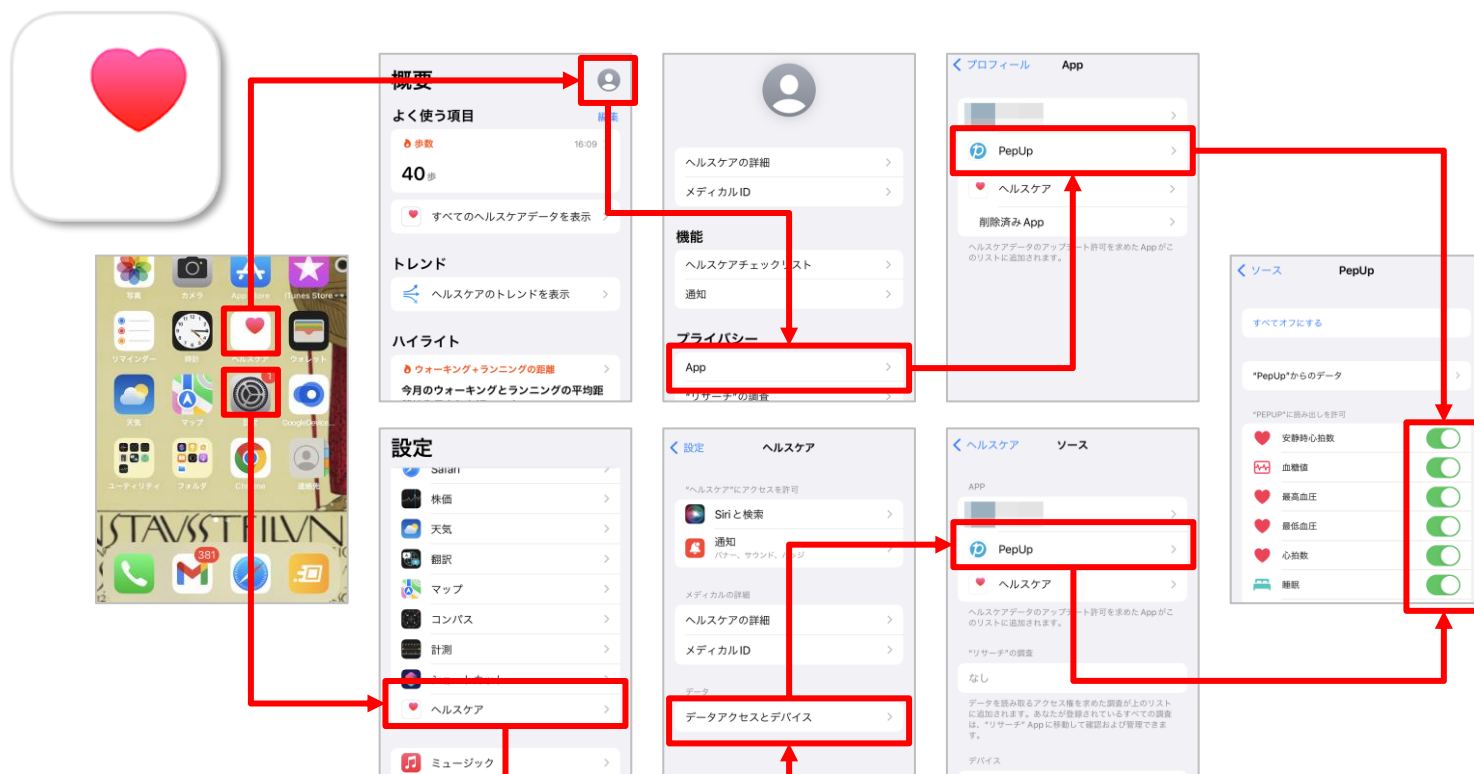 写真
カメラ
App Store
iTunes Store
リマインダー
時計
ヘルスケア
ウォレット
1
天気
マップ
設定
GoogleDevice...
ユーティリティ
フォルダ
Chrome
連絡先
381
概要
よく使う項目
編集
歩数
16:09
40歩
すべてのヘルスケアデータを表示
トレンド
ヘルスケアのトレンドを表示
ハイライト
ウォーキング+ランニングの距離
今月のウォーキングとランニングの平均距
ヘルスケアの詳細
メディカルID
機能
ヘルスケアチェックリスト
通知
プライバシー
App
"リサーチ"の調査
プロフィール
App
PepUp
ヘルスケア
削除済み App
ヘルスケアデータのアップデート許可を求めた App がこ
のリストに追加されます。
設定
Safari
株価
天気
翻訳
マップ
コンパス
計測
ショートカット
ヘルスケア
ミュージック
設定
ヘルスケア
"ヘルスケア"にアクセスを許可
Siri と検索
通知
バナー、サウンド、バッジ
メディカルの詳細
ヘルスケアの詳細
メディカルID
データ
データアクセスとデバイス
ヘルスケア
ソース
APP
PepUp
ヘルスケア
ヘルスケアデータのアップデート許可を求めた App がこ
のリストに追加されます。
"リサーチ"の調査
なし
データを読み取るアクセス権を求めた調査が上のリスト
に追加されます。あなたが登録されているすべての調査
は、"リサーチ" App に移動して確認および管理できま
す。
デバイス
ソース
PepUp
すべてオフにする
"PepUp"からのデータ
"PEPUP"に読み出しを許可
安静時心拍数
血糖値
最高血圧
最低血圧
心拍数
睡眠